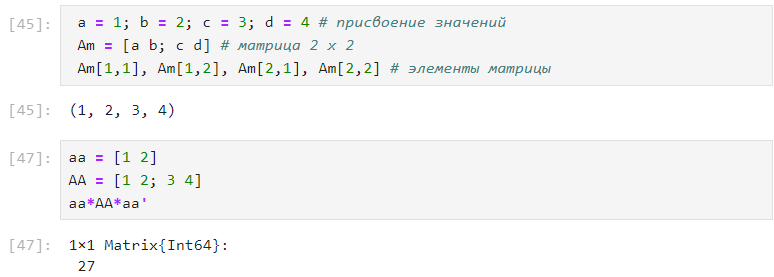 [45]: a = 1; b = 2; c = 3; d = 4 # присвоение значений
Am = [a b; c d] # матрица 2 x 2
Am[1,1], Am[1,2], Am[2,1], Am[2,2] # элементы матрицы
[45]: (1, 2, 3, 4)
[47]: aa = [1 2]
AA = [1 2; 3 4]
aa*AA*aa'
[47]: 1×1 Matrix{Int64}:
27